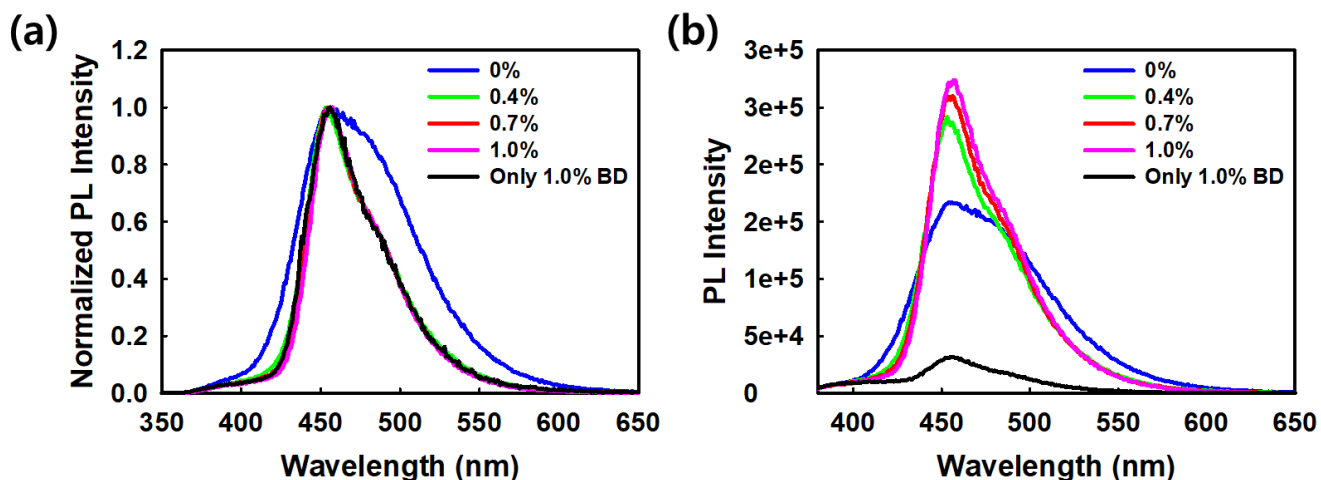 (a)
1.2
1.0
0.8
0.6
0.4
0.2
0.0
Normalized PL Intensity
0%
0.4%
0.7%
1.0%
Only 1.0% BD
350 400 450 500 550 600 650
Wavelength (nm)
(b)
3e+5
3e+5
2e+5
2e+5
1e+5
5e+4
0
PL Intensity
0%
0.4%
0.7%
1.0%
Only 1.0% BD
400 450 500 550 600 650
Wavelength (nm)